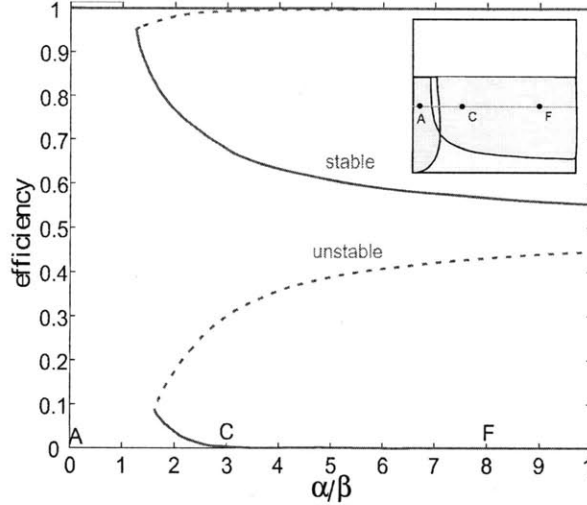 1
0.9
0.8
0.7
0.6
0.5
0.4
0.3
0.2
0.1
0
efficiency
stable
unstable
A
C
F
A
C
F
0 1 2 3 4 5 6 7 8 9
α/β